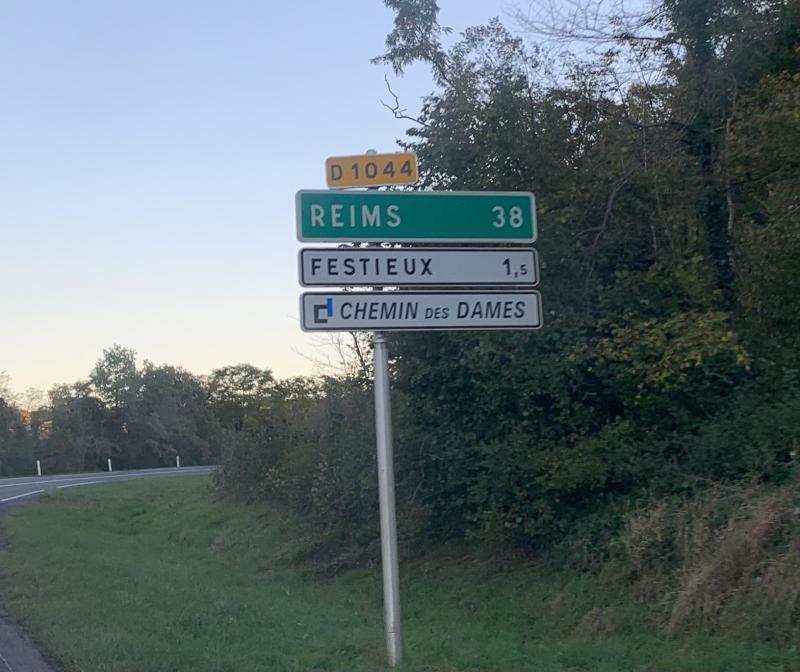 D 1044
REIMS 38
FESTIEUX 1,5
CHEMIN DES DAMES